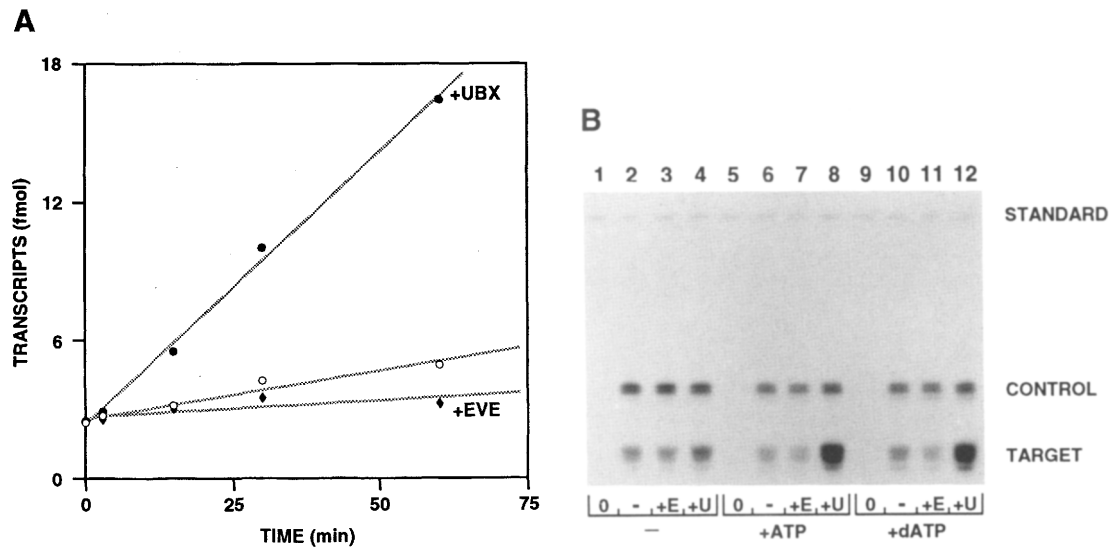 A
18
12
6
0
TRANSCRIPTS (fmol)
+UBX
+EVE
0 25 50 75
TIME (min)
B
1 2 3 4 5 6 7 8 9 10 11 12
STANDARD
CONTROL
TARGET
0 - +E +U 0 - +E +U 0 - +E +U
— +ATP +dATP